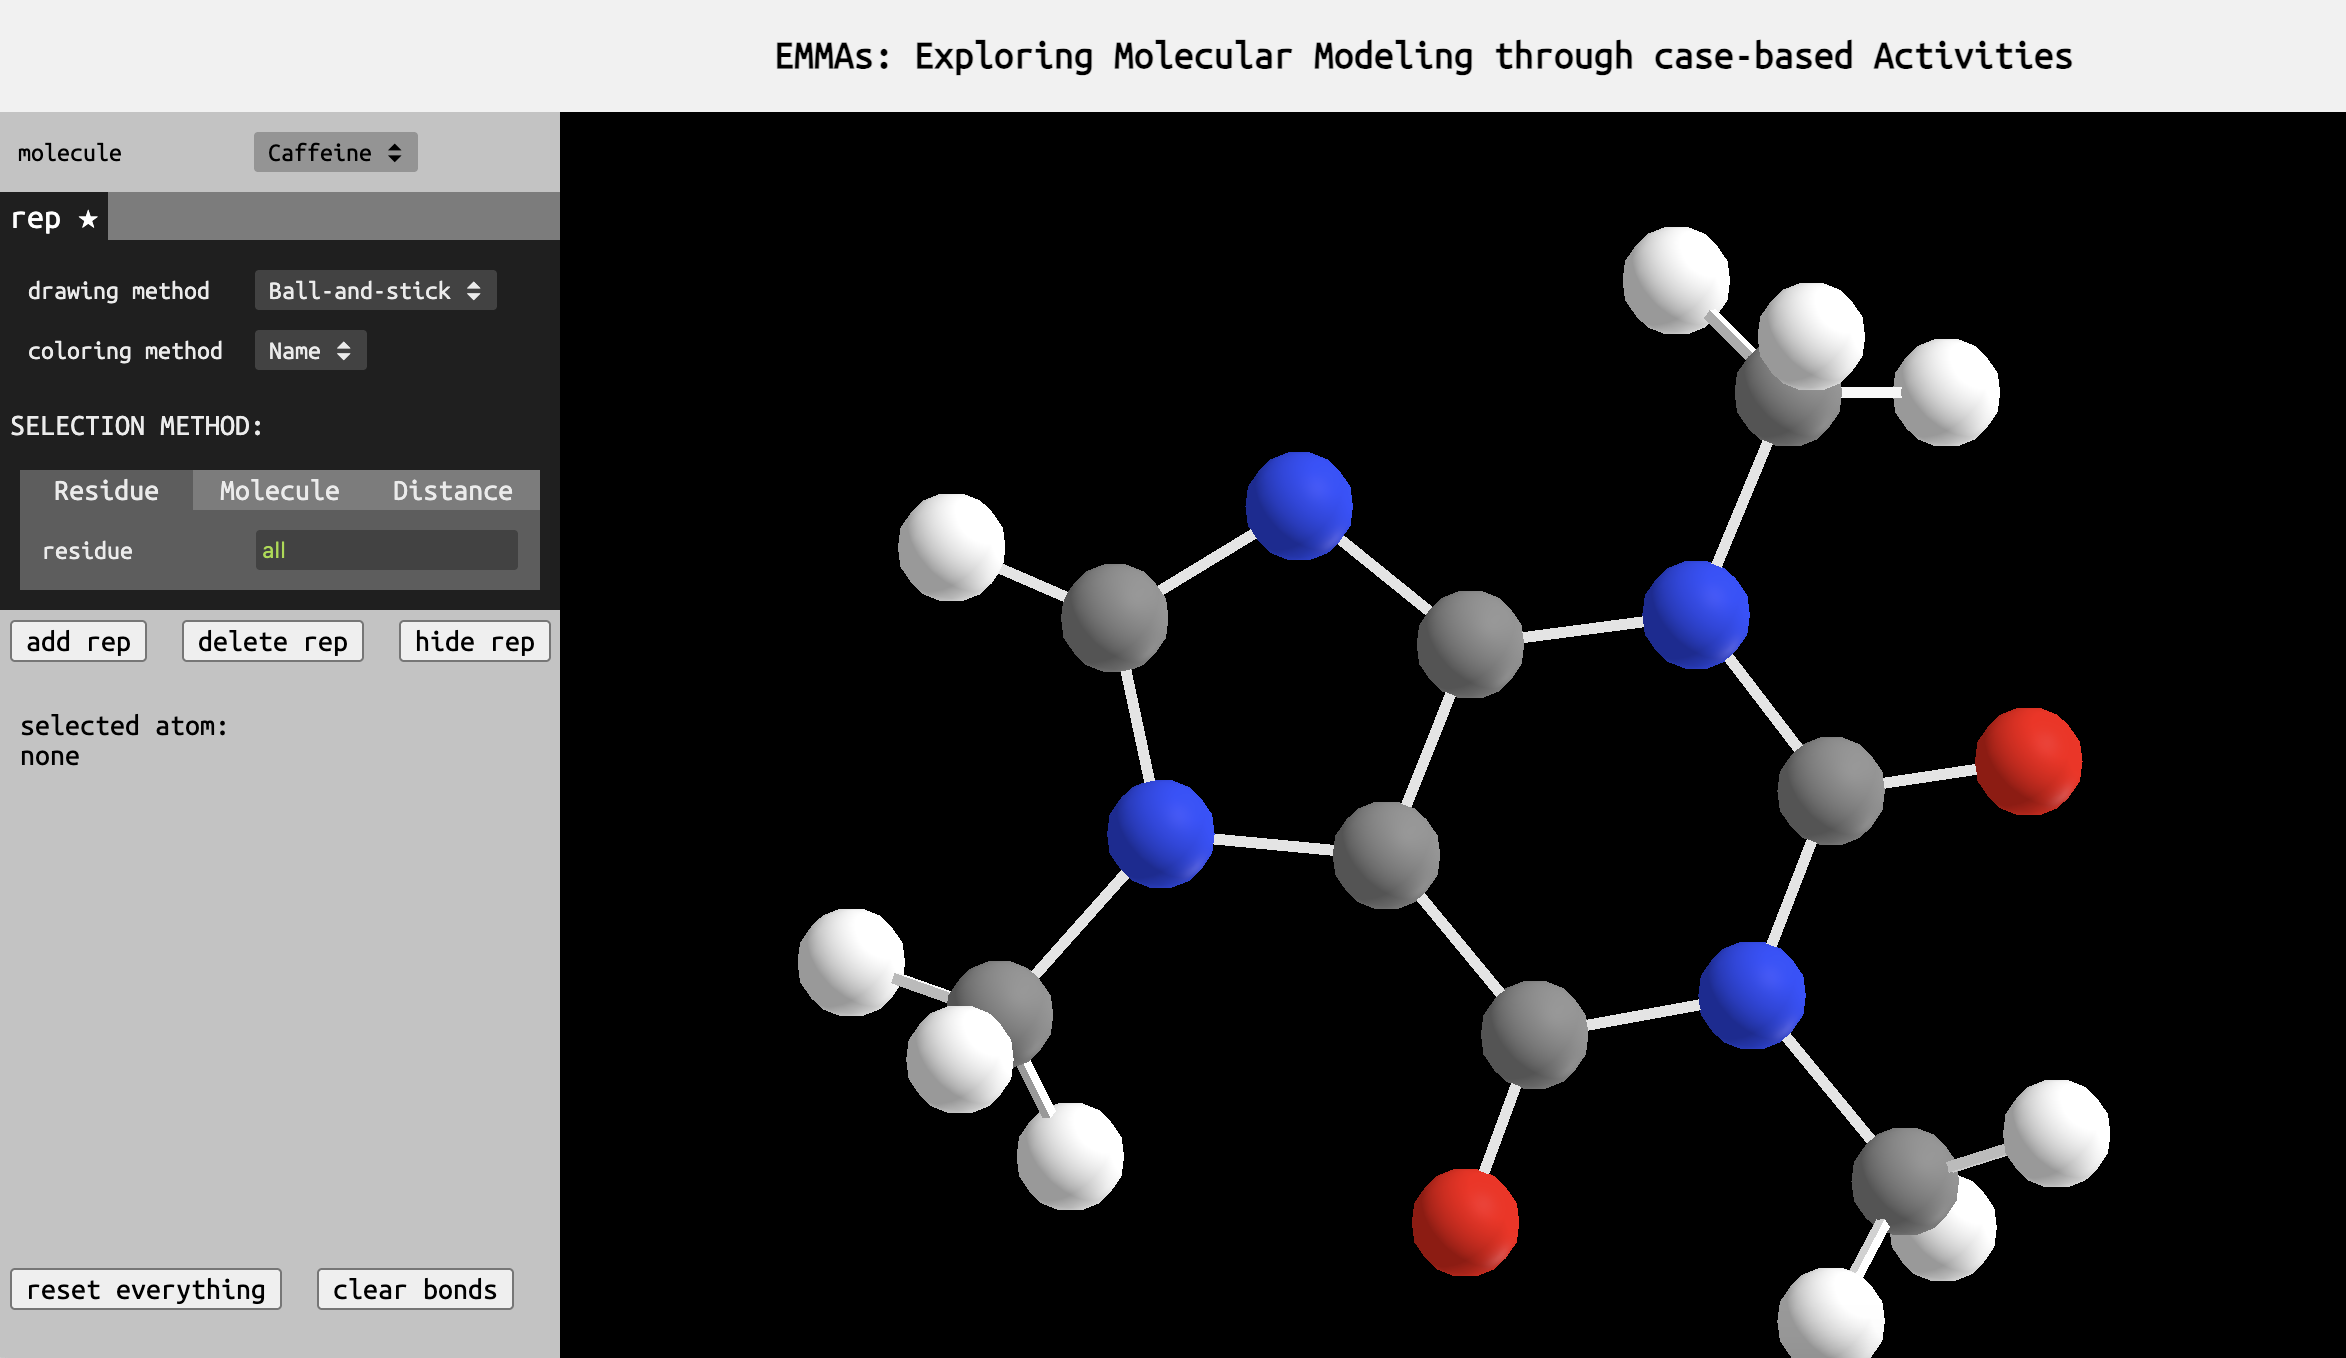 EMMAs: Exploring Molecular Modeling through case-based Activities
molecule Caffeine
rep ★
drawing method Ball-and-stick
coloring method Name
SELECTION METHOD:
Residue Molecule Distance
residue all
add rep delete rep hide rep
selected atom:
none
reset everything clear bonds